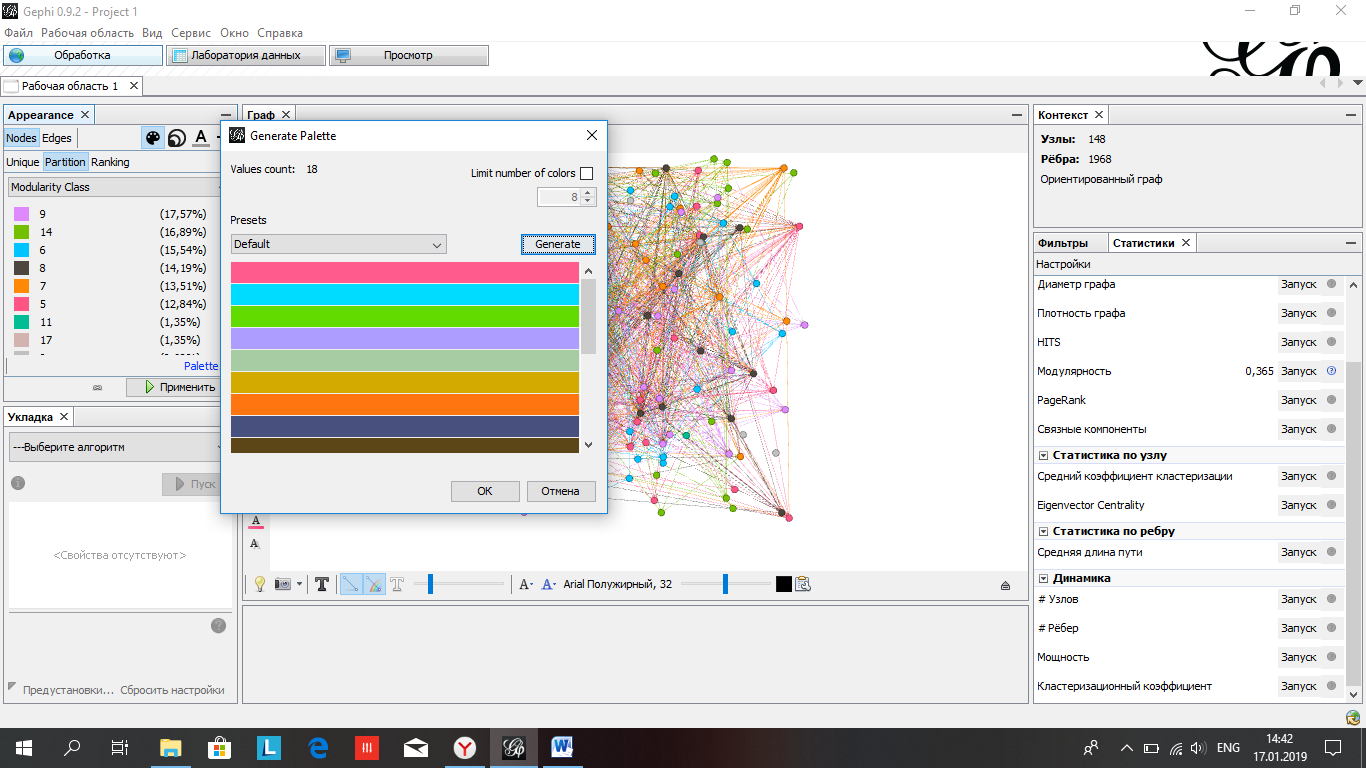 Gephi 0.9.2 - Project 1
Файл Рабочая область Вид Сервис Окно Справка
Обработка
Лаборатория данных
Просмотр
Рабочая область 1
Appearance
Nodes Edges
Unique Partition Ranking
Modularity Class
9 (17,57%)
14 (16,89%)
6 (15,54%)
8 (14,19%)
7 (13,51%)
5 (12,84%)
11 (1,35%)
17 (1,35%)
Palette
Применить
Укладка
---Выберите алгоритм
Пуск
<Свойства отсутствуют>
Предустановки... Сбросить настройки
Граф
Generate Palette
Values count: 18
Limit number of colors
8
Presets
Default
Generate
OK
Отмена
Arial Полужирный, 32
Контекст
Узлы: 148
Рёбра: 1968
Ориентированный граф
Фильтры
Статистики
Настройки
Диаметр графа Запуск
Плотность графа Запуск
HITS Запуск
Модулярность 0,365 Запуск
PageRank Запуск
Связные компоненты Запуск
Статистика по узлу
Средний коэффициент кластеризации Запуск
Eigenvector Centrality Запуск
Статистика по ребру
Средняя длина пути Запуск
Динамика
# Узлов Запуск
# Рёбер Запуск
Мощность Запуск
Кластеризационный коэффициент Запуск
ENG
14:42
17.01.2019